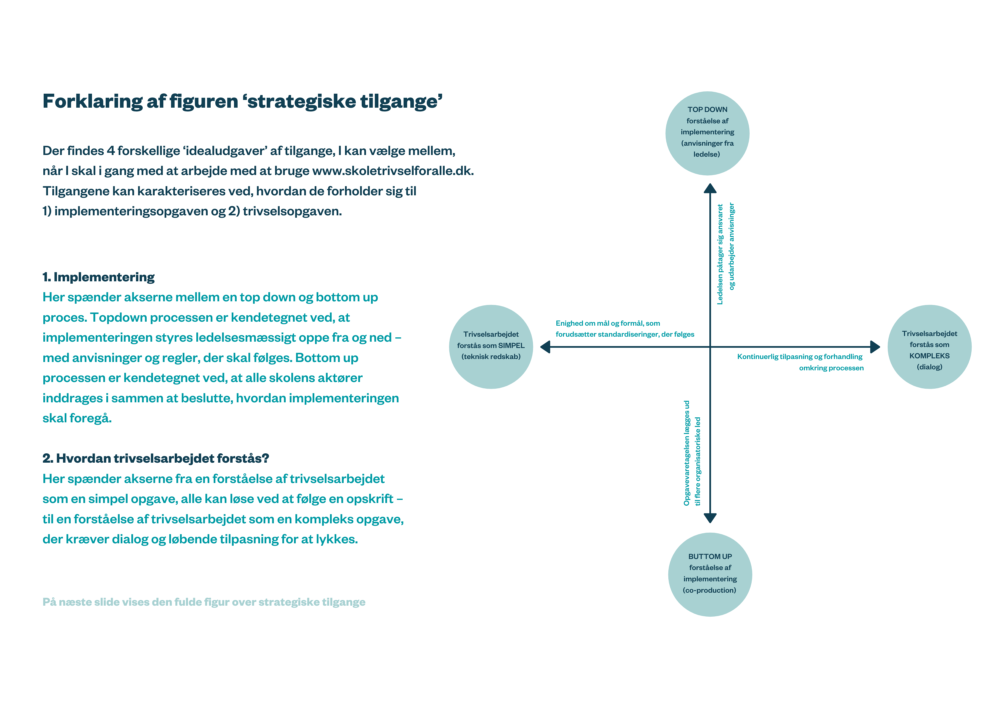 Forklaring af figuren ‘strategiske tilgange’
Der findes 4 forskellige ‘idealudgaver’ af tilgange, I kan vælge mellem,
når I skal i gang med at arbejde med at bruge www.skoletrivselforalle.dk.
Tilgangene kan karakteriseres ved, hvordan de forholder sig til
1) implementeringsopgaven og 2) trivselsopgaven.
1. Implementering
Her spænder akserne mellem en top down og bottom up
proces. Topdown processen er kendetegnet ved, at
implementeringen styres ledelsesmæssigt oppe fra og ned –
med anvisninger og regler, der skal følges. Bottom up
processen er kendetegnet ved, at alle skolens aktører
inddrages i sammen at beslutte, hvordan implementeringen
skal foregå.
2. Hvordan trivselsarbejdet forstås?
Her spænder akserne fra en forståelse af trivselsarbejdet
som en simpel opgave, alle kan løse ved at følge en opskrift –
til en forståelse af trivselsarbejdet som en kompleks opgave,
der kræver dialog og løbende tilpasning for at lykkes.
På næste slide vises den fulde figur over strategiske tilgange
TOP DOWN
forståelse af
implementering
(anvisninger fra
ledelse)
Ledelsen påtager sig ansvaret
og udarbejder anvisninger
Trivselsarbejdet
forstås som SIMPEL
(teknisk redskab)
Enighed om mål og formål, som
forudsætter standardiseringer, der følges
Kontinuerlig tilpasning og forhandling
omkring processen
Trivselsarbejdet
forstås som
KOMPLEKS
(dialog)
Opgavevaretagelsen lægges ud
til flere organisatoriske led
BUTTOM UP
forståelse af
implementering
(co-production)